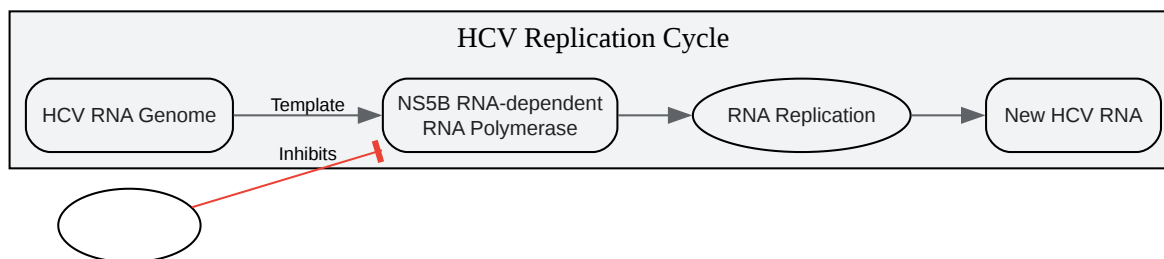 HCV Replication Cycle
HCV RNA Genome
Template
NS5B RNA-dependent
RNA Polymerase
RNA Replication
New HCV RNA
Inhibits